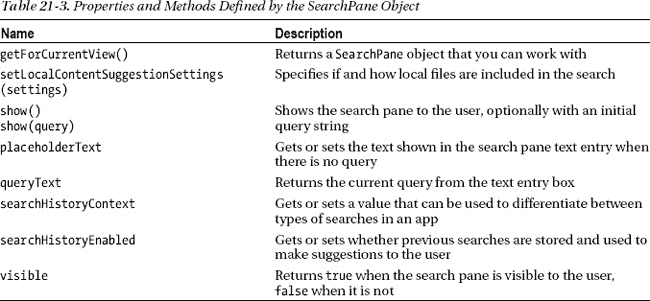 Table 21-3. Properties and Methods Defined by the SearchPane Object
Name Description
getForCurrentView() Returns a SearchPane object that you can work with
setLocalContentSuggestionSettings Specifies if and how local files are included in the search
(settings)
show() Shows the search pane to the user, optionally with an initial
show(query) query string
placeholderText Gets or sets the text shown in the search pane text entry when
there is no query
queryText Returns the current query from the text entry box
searchHistoryContext Gets or sets a value that can be used to differentiate between
types of searches in an app
searchHistoryEnabled Gets or sets whether previous searches are stored and used to
make suggestions to the user
visible Returns true when the search pane is visible to the user,
false when it is not